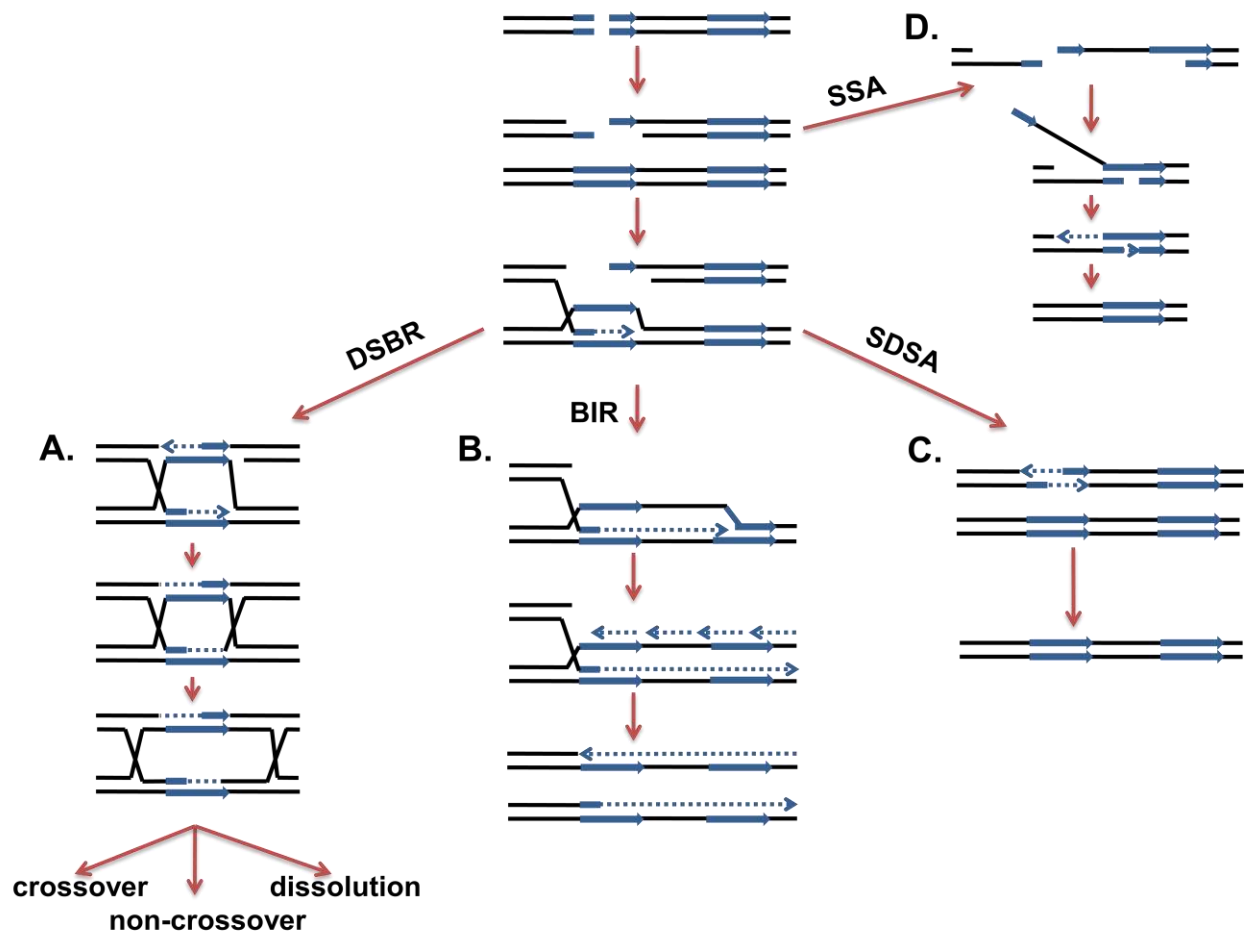 D.
SSA
DSBR
SDSA
BIR
A.
B.
C.
crossover
dissolution
non-crossover